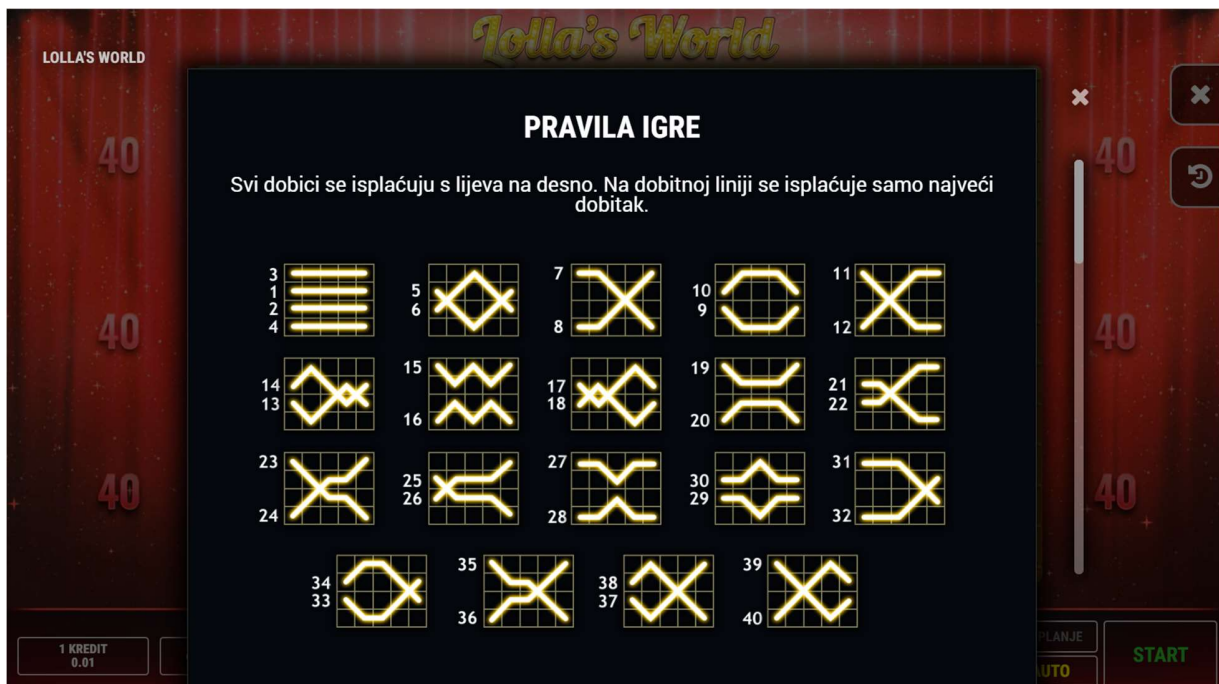 Lolla's World
LOLLA'S WORLD
PRAVILA IGRE
Svi dobici se isplaćuju s lijeva na desno. Na dobitnoj liniji se isplaćuje samo najveći
dobitak.
40 40
40 40
40 40
3 5 7 10 11
1 6 8 9 12
2
4
14 15 17 19 21
13 16 18 20 22
23 25 27 30 31
24 26 28 29 32
34 35 38 39
33 36 37 40
1 KREDIT
0.01
PLANJE
AUTO
START